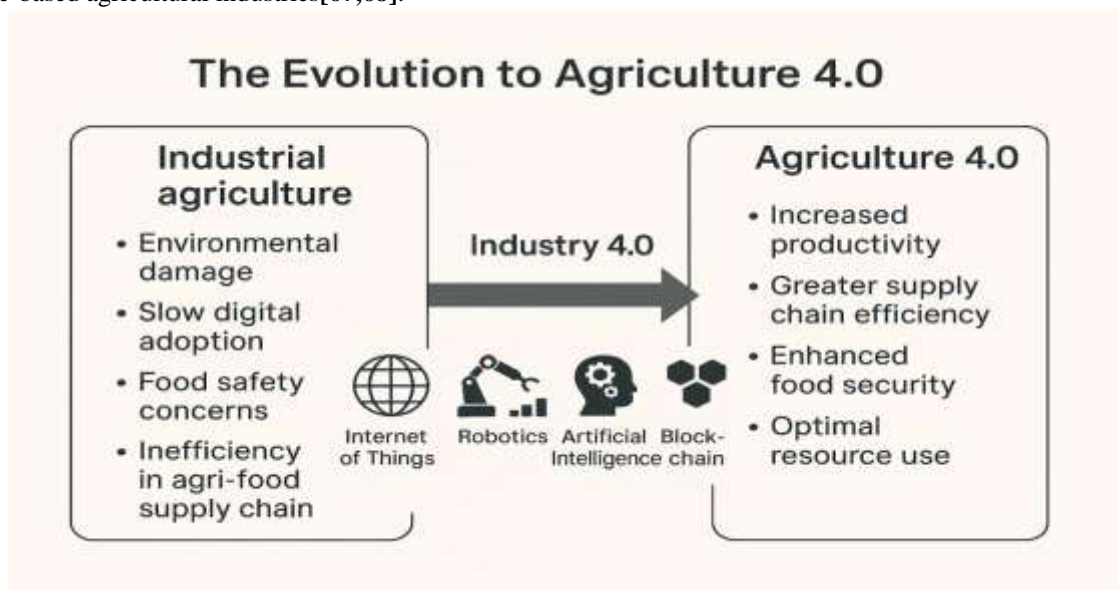 The Evolution to Agriculture 4.0
Industrial
agriculture
• Environmental
damage
• Slow digital
adoption
• Food safety
concerns
• Inefficiency
in agri-food
supply chain
Industry 4.0
Internet
of Things
Robotics
Artificial
Intelligence
Block-
chain
Agriculture 4.0
• Increased
productivity
• Greater supply
chain efficiency
• Enhanced
food security
• Optimal
resource use